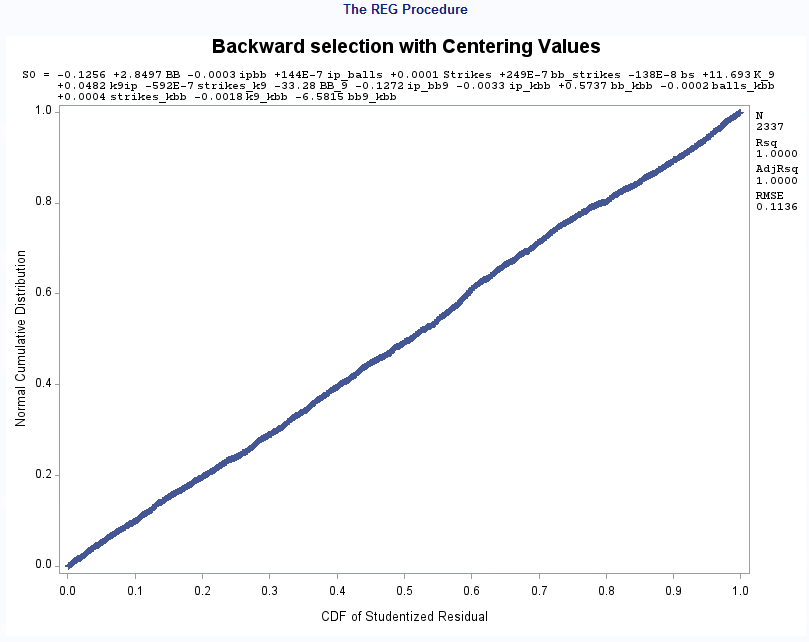 The REG Procedure
Backward selection with Centering Values
SO = -0.1256 +2.8497 BB -0.0003 ipbb +144E-7 ip_balls +0.0001 Strikes +249E-7 bb_strikes -138E-8 bs +11.693 K_9
+0.0482 k9ip -592E-7 strikes_k9 -33.28 BB_9 -0.1272 ip_bb9 -0.0033 ip_kbb +0.5737 bb_kbb -0.0002 balls_kbb
+0.0004 strikes_kbb -0.0018 k9_kbb -6.5815 bb9_kbb
N
2337
Rsq
1.0000
AdjRsq
1.0000
RMSE
0.1136
Normal Cumulative Distribution
1.0
0.8
0.6
0.4
0.2
0.0
0.0 0.1 0.2 0.3 0.4 0.5 0.6 0.7 0.8 0.9 1.0
CDF of Studentized Residual